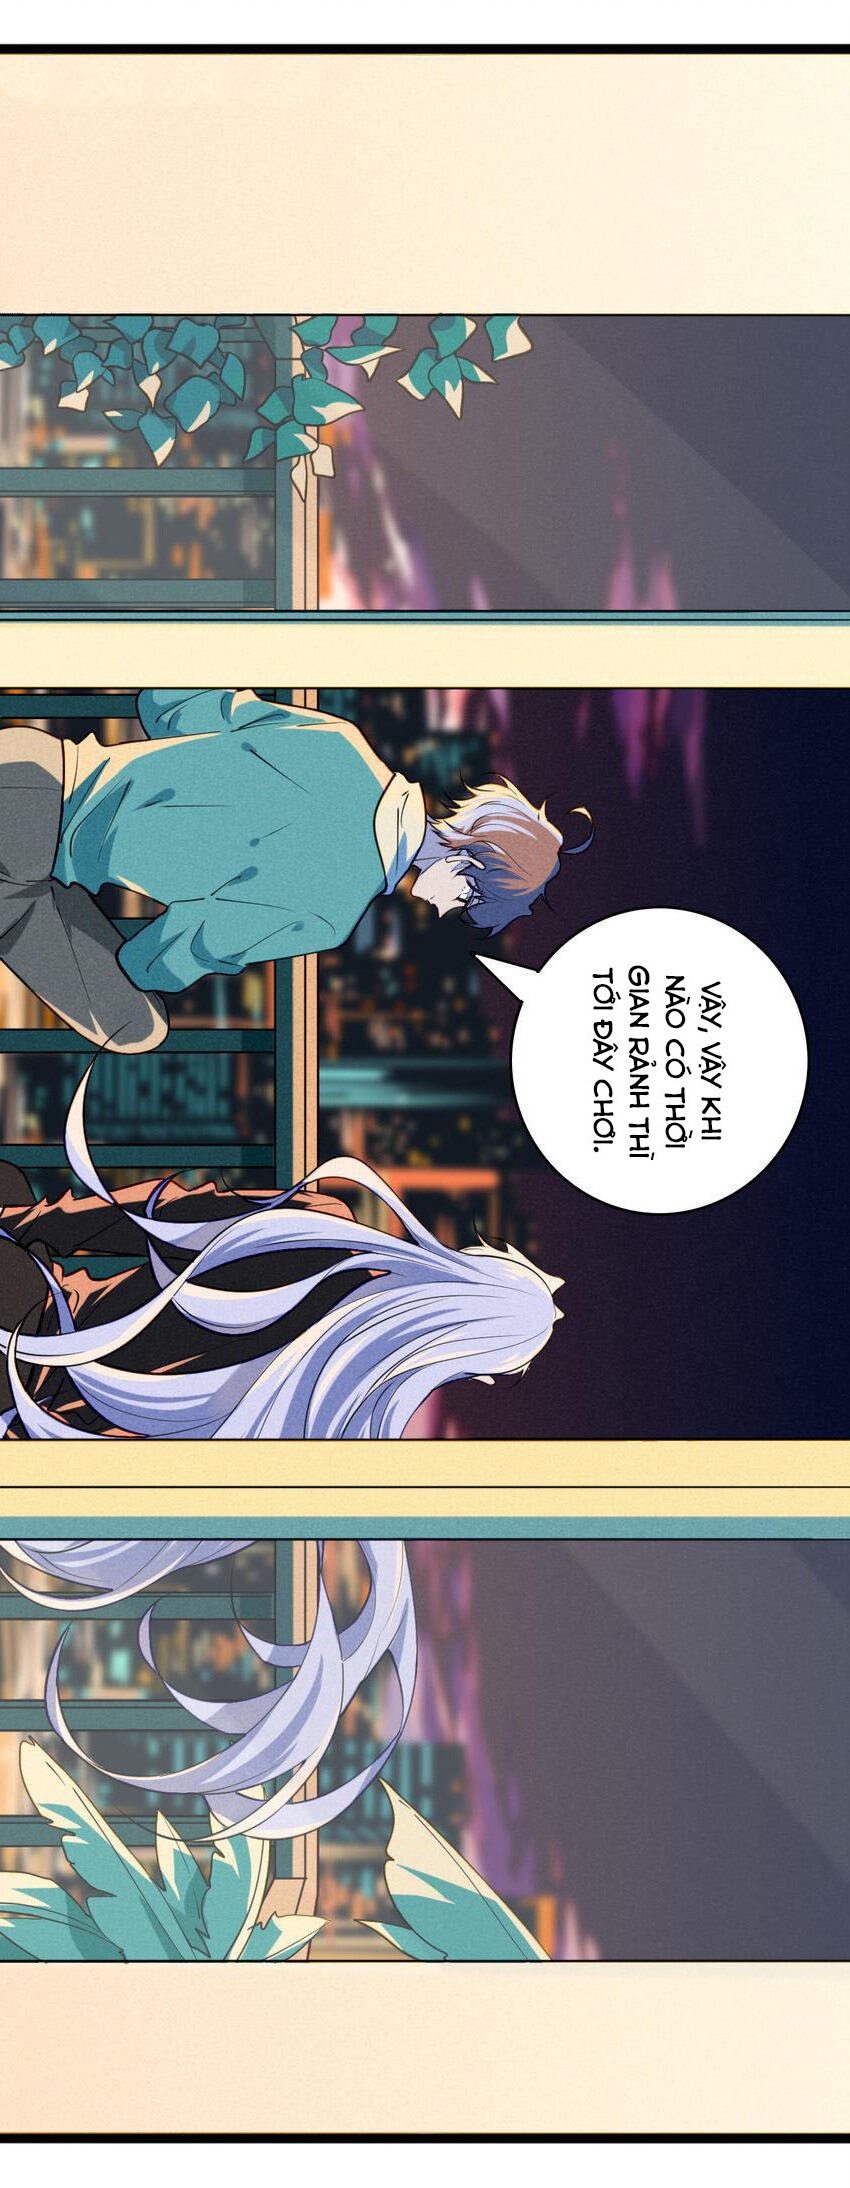 VẬY, VẬY KHI
NÀO CÓ THỜI
GIAN RẢNH THÌ
TỚI ĐÂY CHƠI.